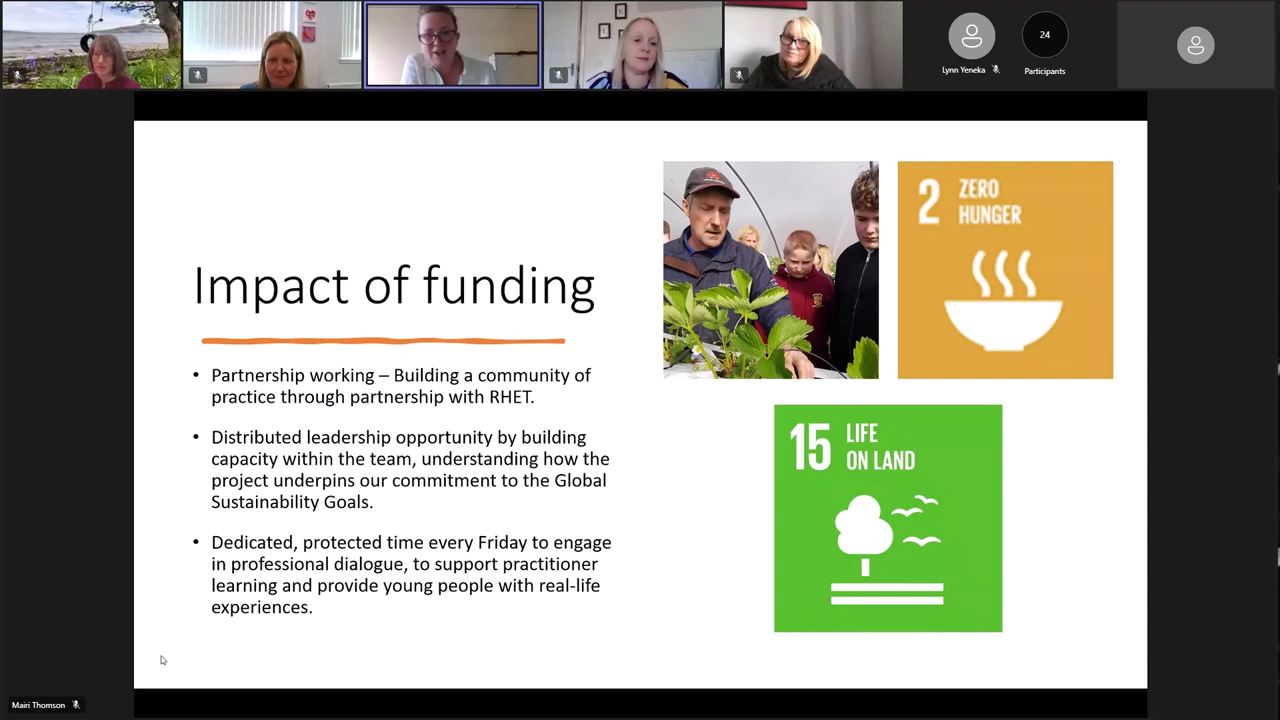 Lynn Yeneka
24
Participants
Impact of funding
• Partnership working – Building a community of
practice through partnership with RHET.
• Distributed leadership opportunity by building
capacity within the team, understanding how the
project underpins our commitment to the Global
Sustainability Goals.
• Dedicated, protected time every Friday to engage
in professional dialogue, to support practitioner
learning and provide young people with real-life
experiences.
2 ZERO
HUNGER
15 LIFE
ON LAND
Mairi Thomson